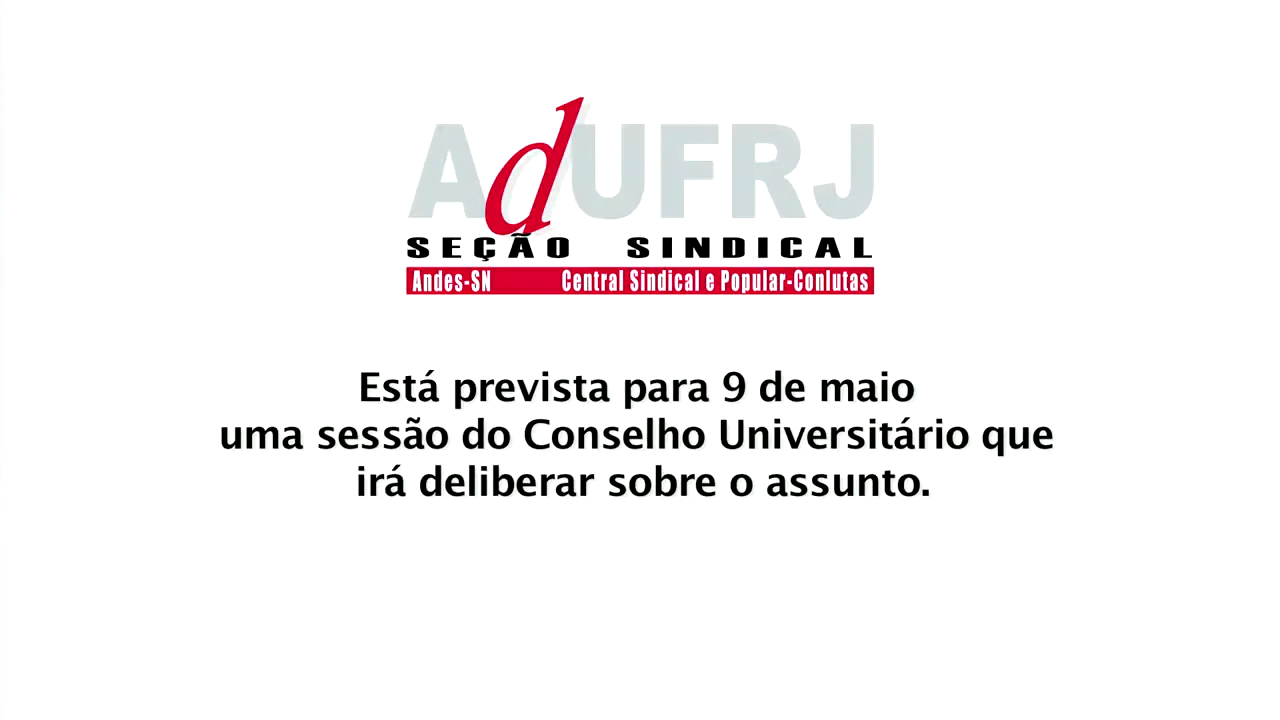 AdUFRJ
SEÇÃO SINDICAL
Andes-SN Central Sindical e Popular-Conlutas
Está prevista para 9 de maio
uma sessão do Conselho Universitário que
irá deliberar sobre o assunto.